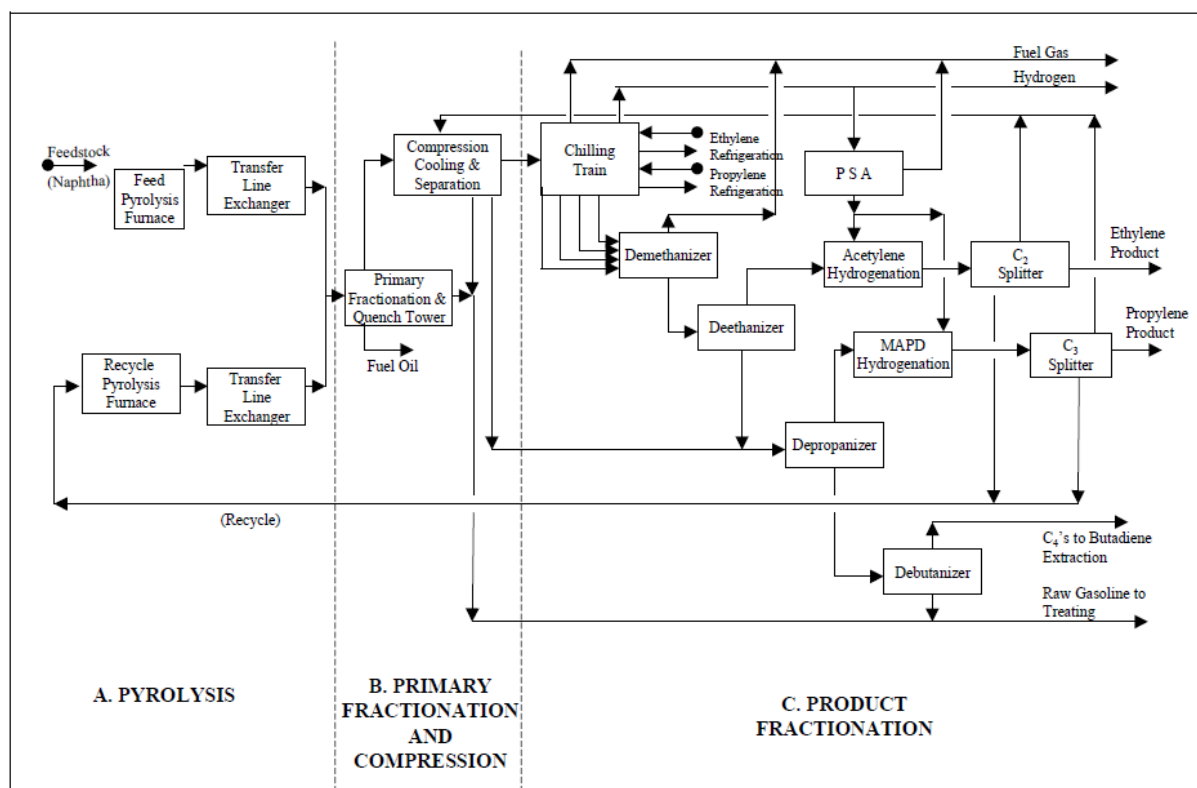 Fuel Gas
Hydrogen
Feedstock
(Naphtha)
Feed
Pyrolysis
Furnace
Transfer
Line
Exchanger
Compression
Cooling &
Separation
Chilling
Train
Ethylene
Refrigeration
Propylene
Refrigeration
P S A
Demethanizer
Acetylene
Hydrogenation
C₂
Splitter
Ethylene
Product
Primary
Fractionation &
Quench Tower
Fuel Oil
Deethanizer
MAPD
Hydrogenation
C₃
Splitter
Propylene
Product
Recycle
Pyrolysis
Furnace
Transfer
Line
Exchanger
Depropanizer
(Recycle)
C₄'s to Butadiene
Extraction
Debutanizer
Raw Gasoline to
Treating
A. PYROLYSIS
B. PRIMARY
FRACTIONATION
AND
COMPRESSION
C. PRODUCT
FRACTIONATION